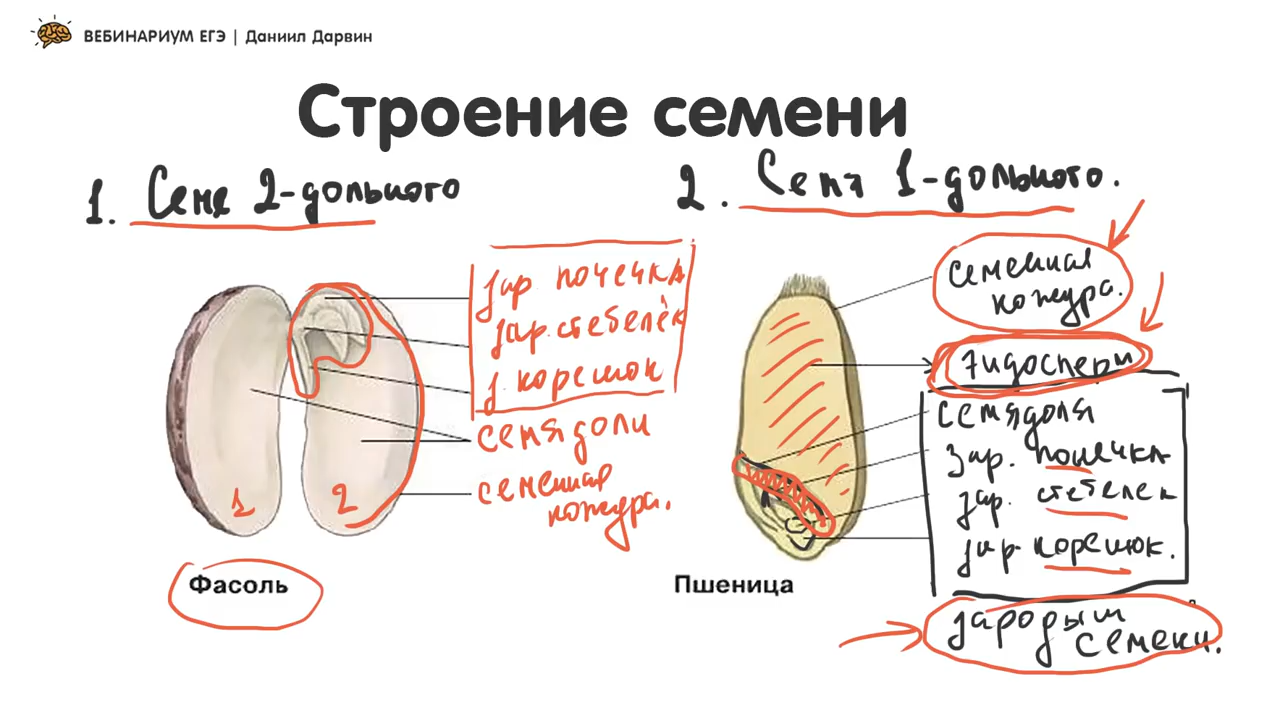 ВЕБИНАРИУМ ЕГЭ | Даниил Дарвин
Строение семени
1. Семя 2-дольного
зар почечка
зар. стебелёк
з. корешок
семядоли
семенная
кожура.
1
2
Фасоль
2. Семя 1-дольного.
семенная
кожура.
Эндосперм
семядоля
зар. почечка
зар. стебелек
зар. корешок.
Пшеница
зародыш
семени.